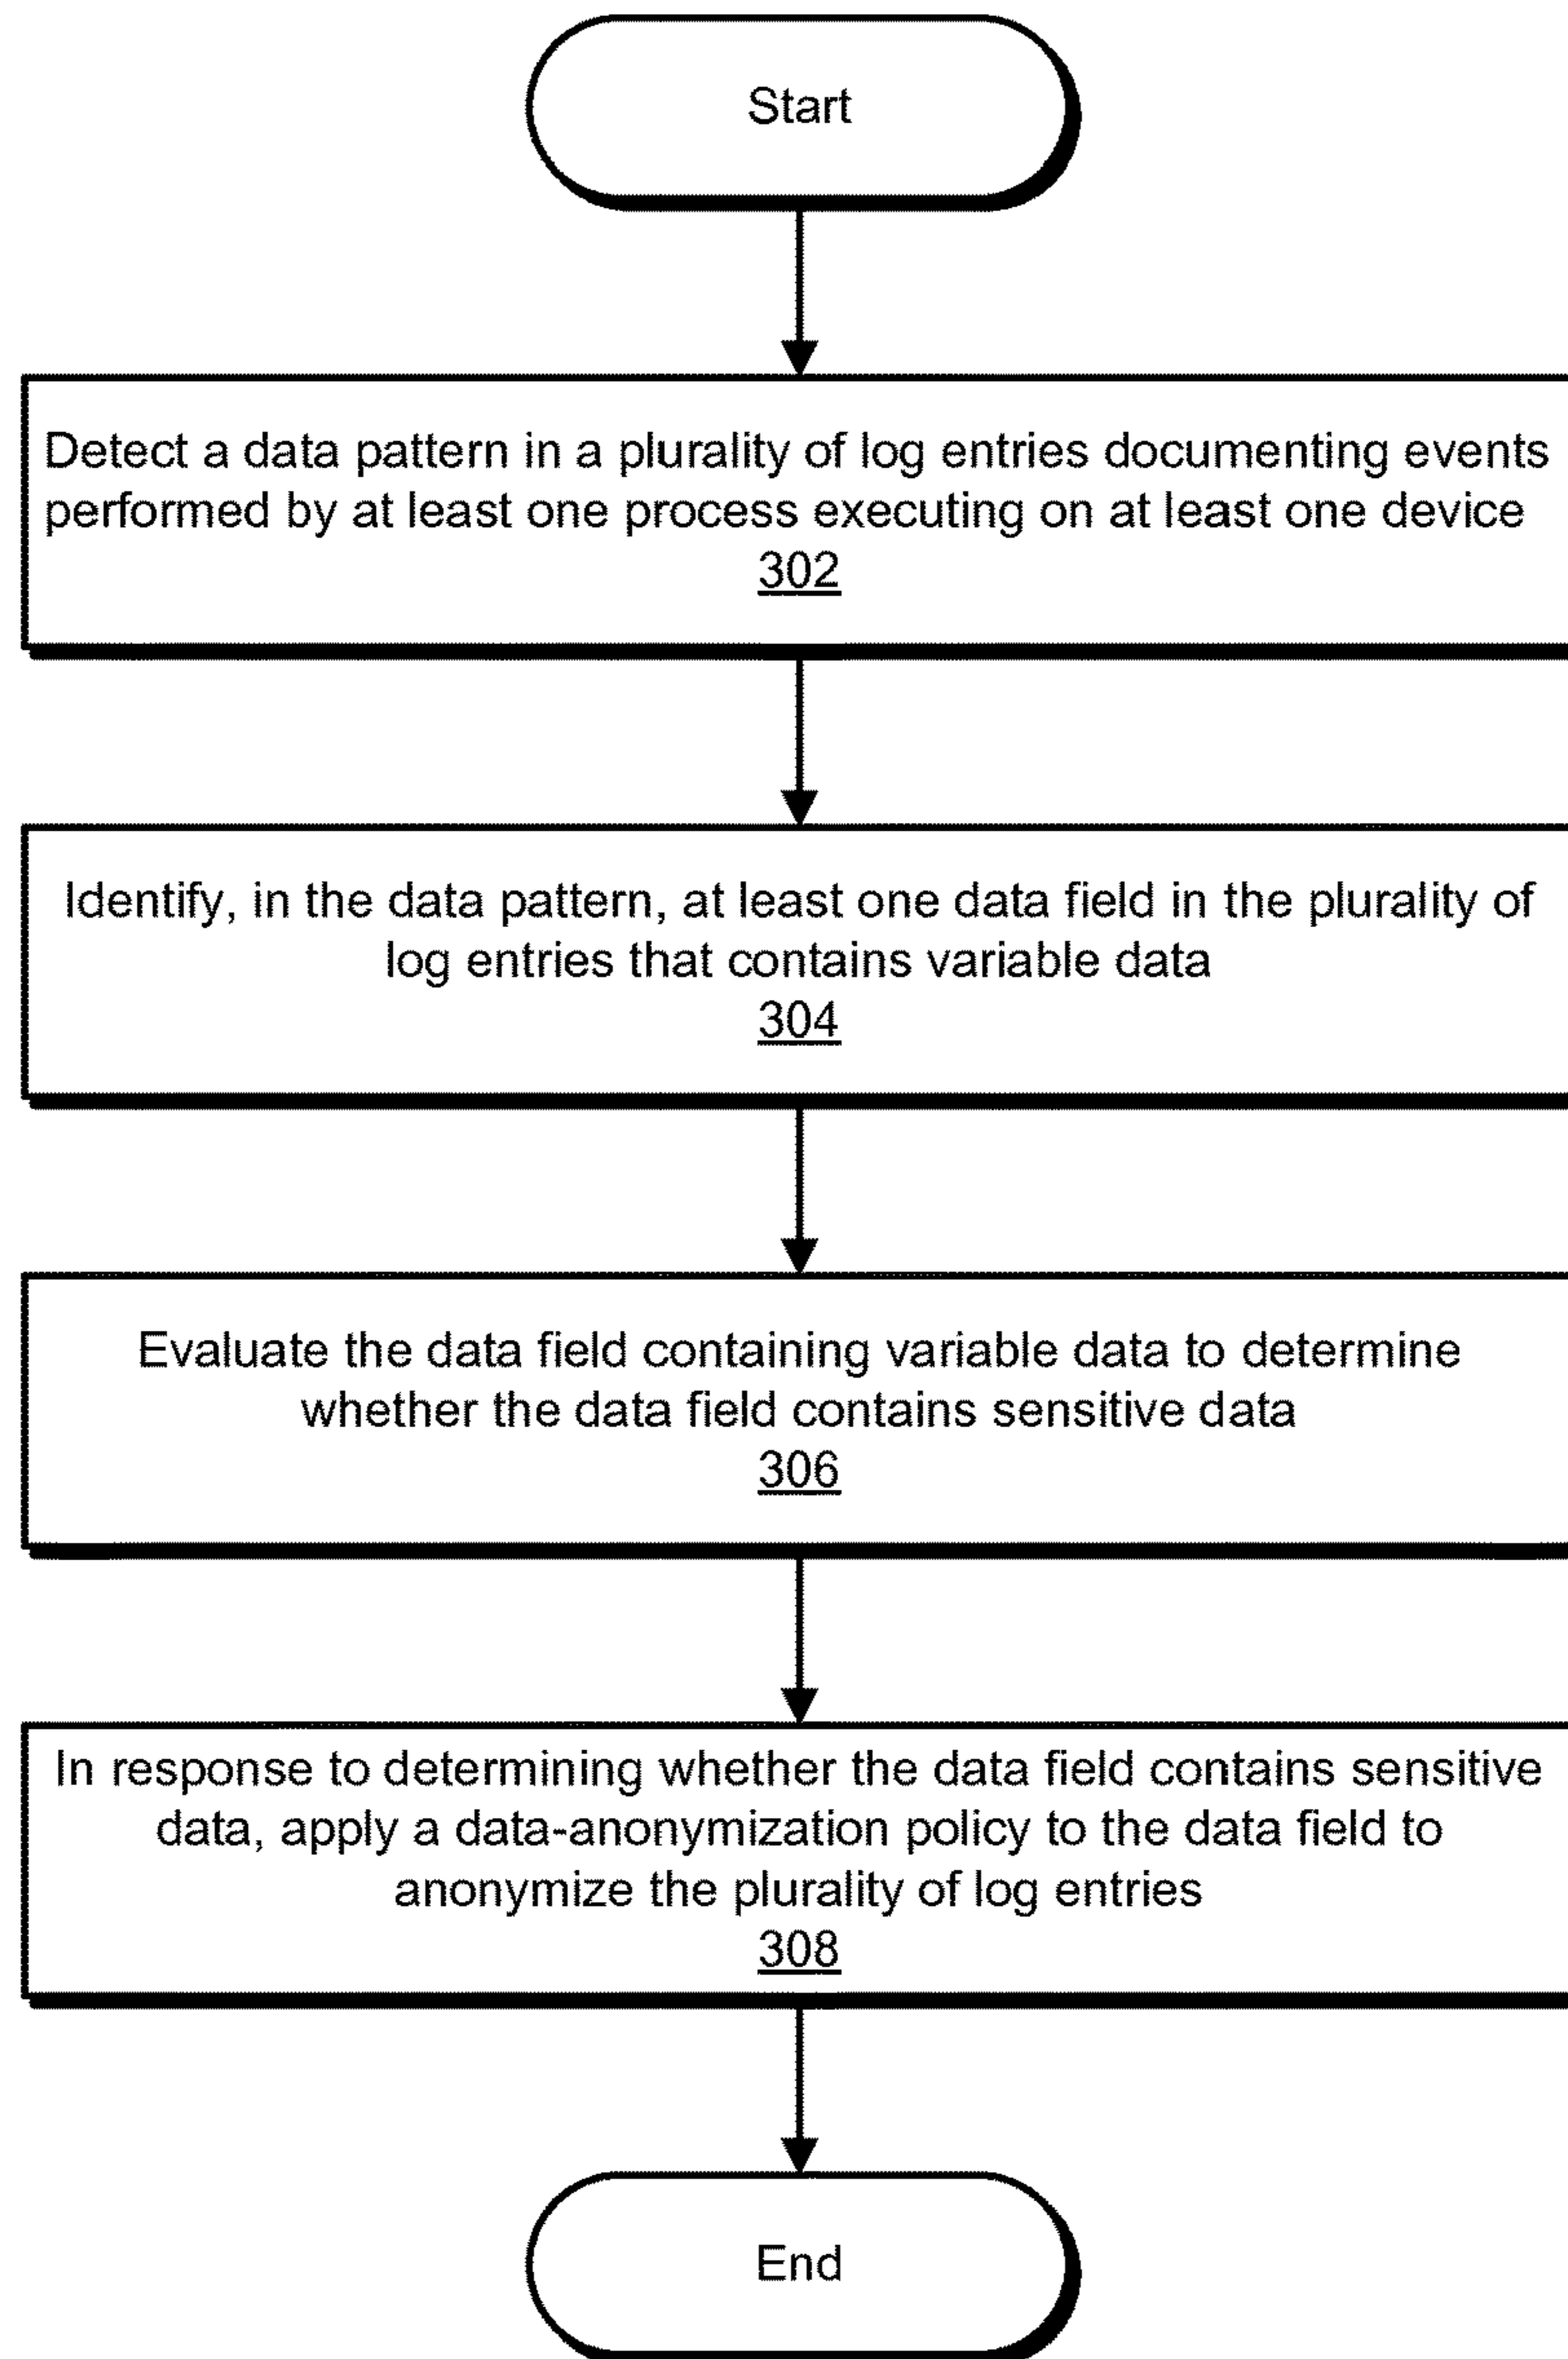 Start
Detect a data pattern in a plurality of log entries documenting events
performed by at least one process executing on at least one device
302
Identify, in the data pattern, at least one data field in the plurality of
log entries that contains variable data
304
Evaluate the data field containing variable data to determine
whether the data field contains sensitive data
306
In response to determining whether the data field contains sensitive
data, apply a data-anonymization policy to the data field to
anonymize the plurality of log entries
308
End